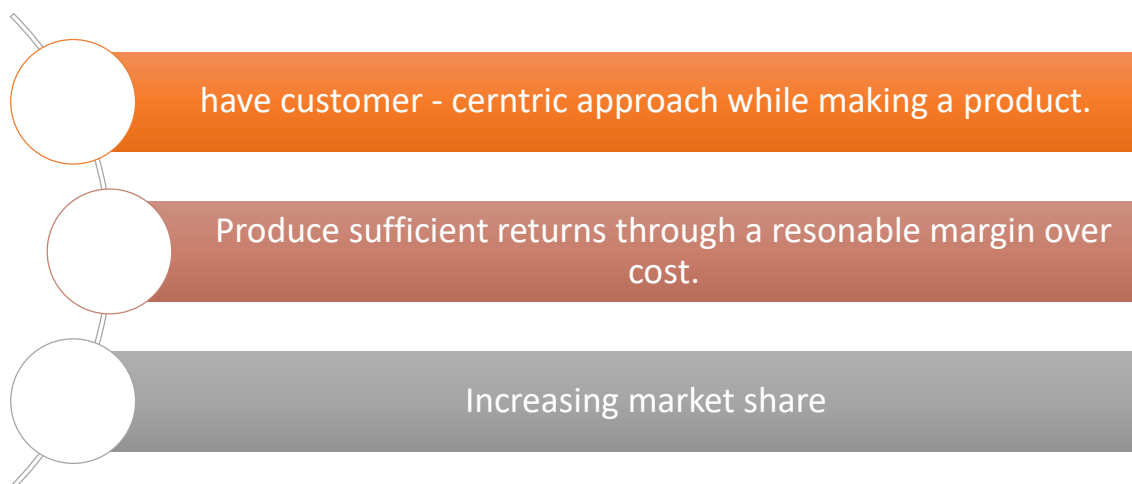 have customer - cerntric approach while making a product.
Produce sufficient returns through a resonable margin over
cost.
Increasing market share